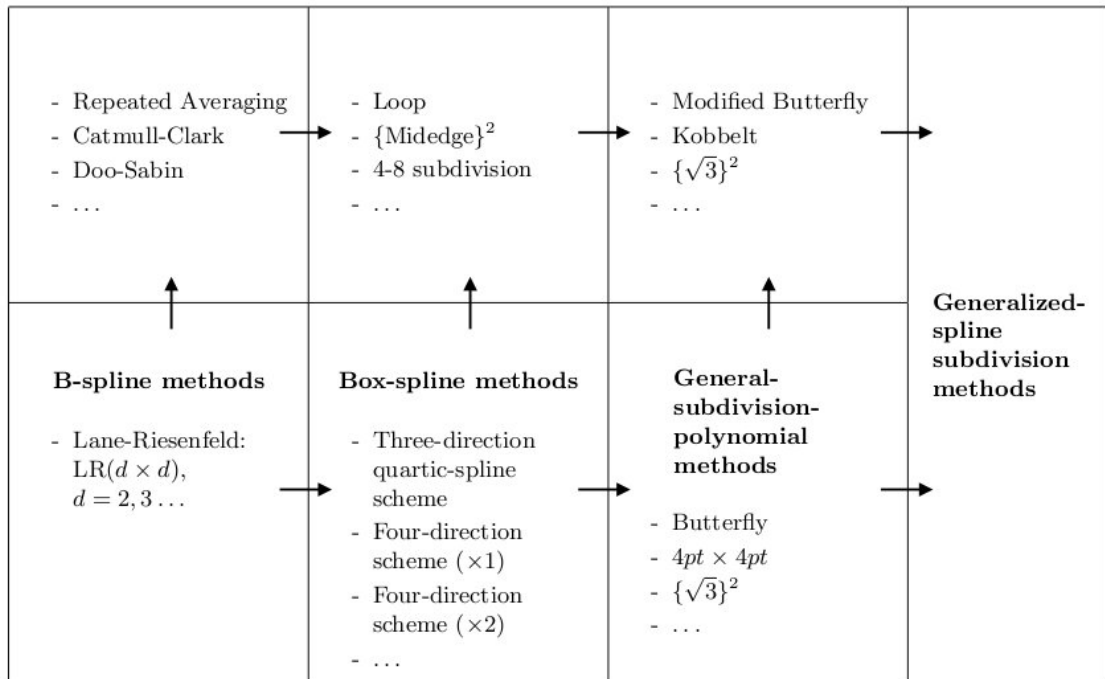 - Repeated Averaging
- Catmull-Clark
- Doo-Sabin
- ...
- Loop
- {Midedge}²
- 4-8 subdivision
- ...
- Modified Butterfly
- Kobbelt
- {√3}²
- ...
B-spline methods
- Lane-Riesenfeld:
LR(d × d),
d = 2, 3 ...
Box-spline methods
- Three-direction
quartic-spline
scheme
- Four-direction
scheme (×1)
- Four-direction
scheme (×2)
- ...
General-
subdivision-
polynomial
methods
- Butterfly
- 4pt × 4pt
- {√3}²
- ...
Generalized-
spline
subdivision
methods